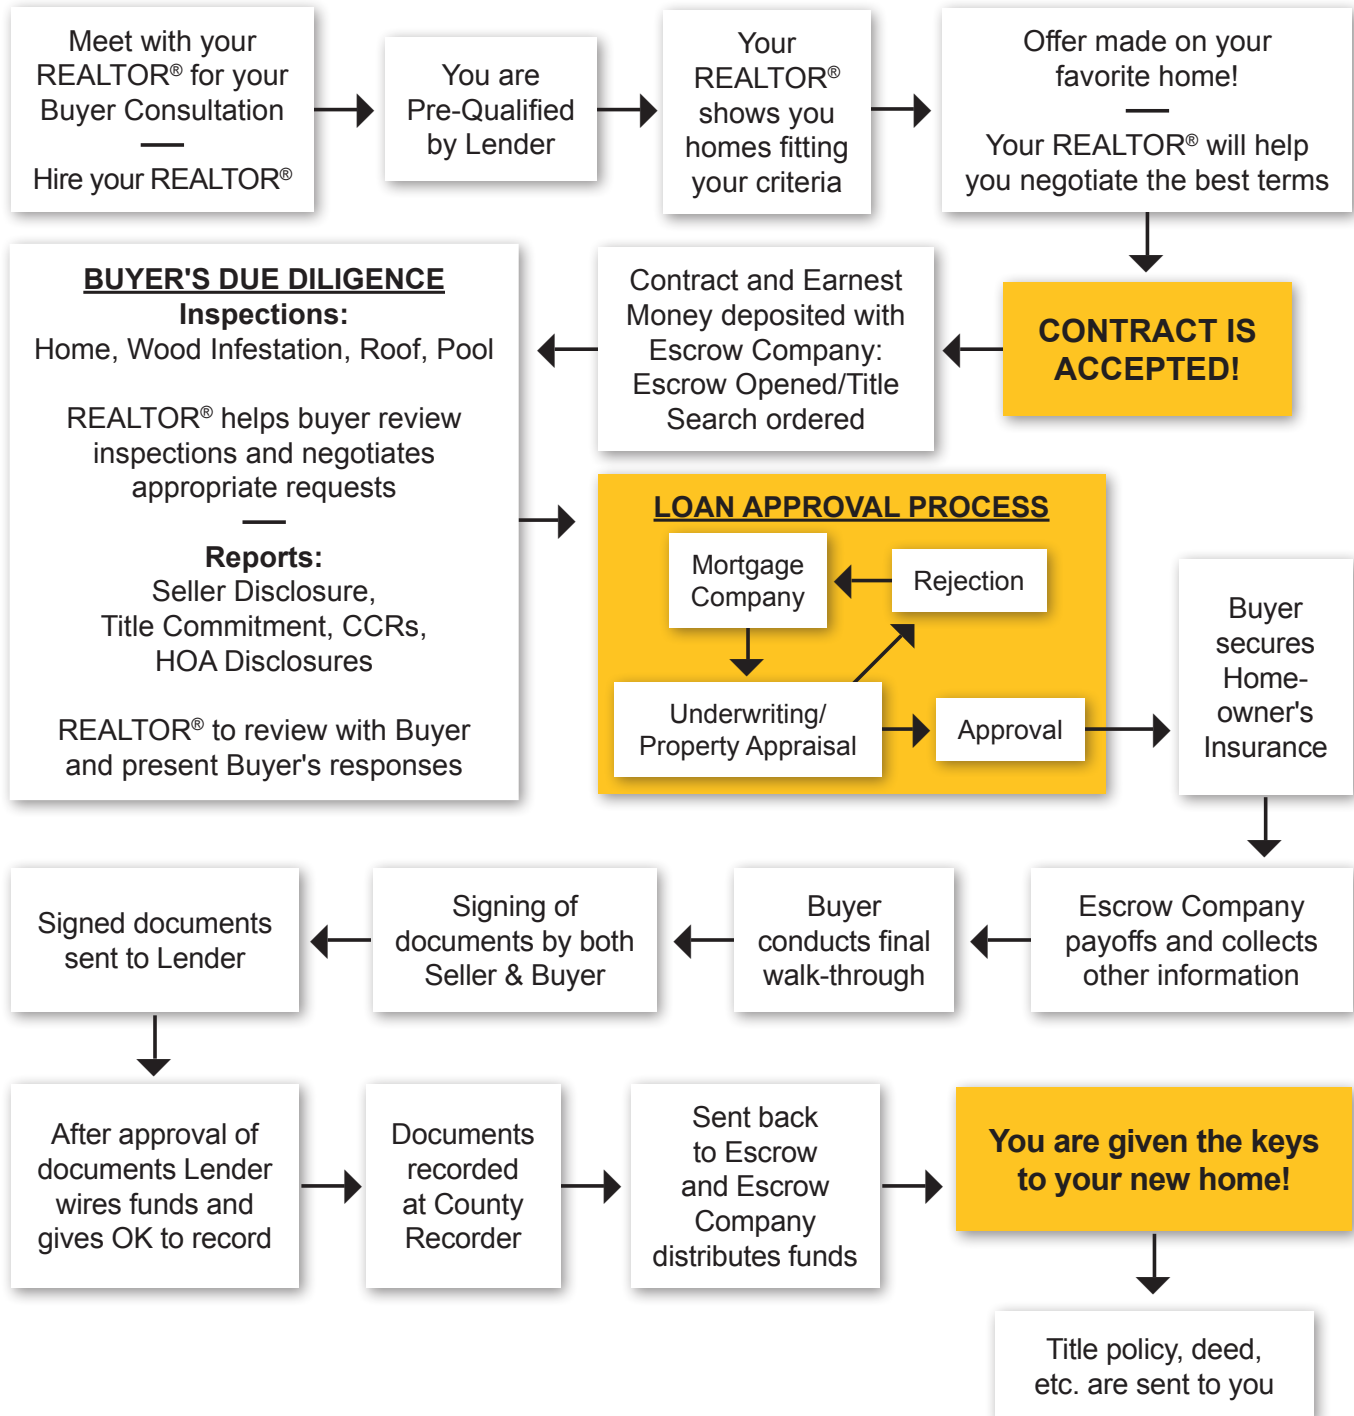 Meet with your
REALTOR® for your
Buyer Consultation
Hire your REALTOR®
You are
Pre-Qualified
by Lender
Your
REALTOR®
shows you
homes fitting
your criteria
Offer made on your
favorite home!
Your REALTOR® will help
you negotiate the best terms
CONTRACT IS
ACCEPTED!
Contract and Earnest
Money deposited with
Escrow Company:
Escrow Opened/Title
Search ordered
BUYER'S DUE DILIGENCE
Inspections:
Home, Wood Infestation, Roof, Pool
REALTOR® helps buyer review
inspections and negotiates
appropriate requests
Reports:
Seller Disclosure,
Title Commitment, CCRs,
HOA Disclosures
REALTOR® to review with Buyer
and present Buyer's responses
LOAN APPROVAL PROCESS
Mortgage
Company
Rejection
Underwriting/
Property Appraisal
Approval
Buyer
secures
Home-
owner's
Insurance
Escrow Company
payoffs and collects
other information
Buyer
conducts final
walk-through
Signing of
documents by both
Seller & Buyer
Signed documents
sent to Lender
After approval of
documents Lender
wires funds and
gives OK to record
Documents
recorded
at County
Recorder
Sent back
to Escrow
and Escrow
Company
distributes funds
You are given the keys
to your new home!
Title policy, deed,
etc. are sent to you